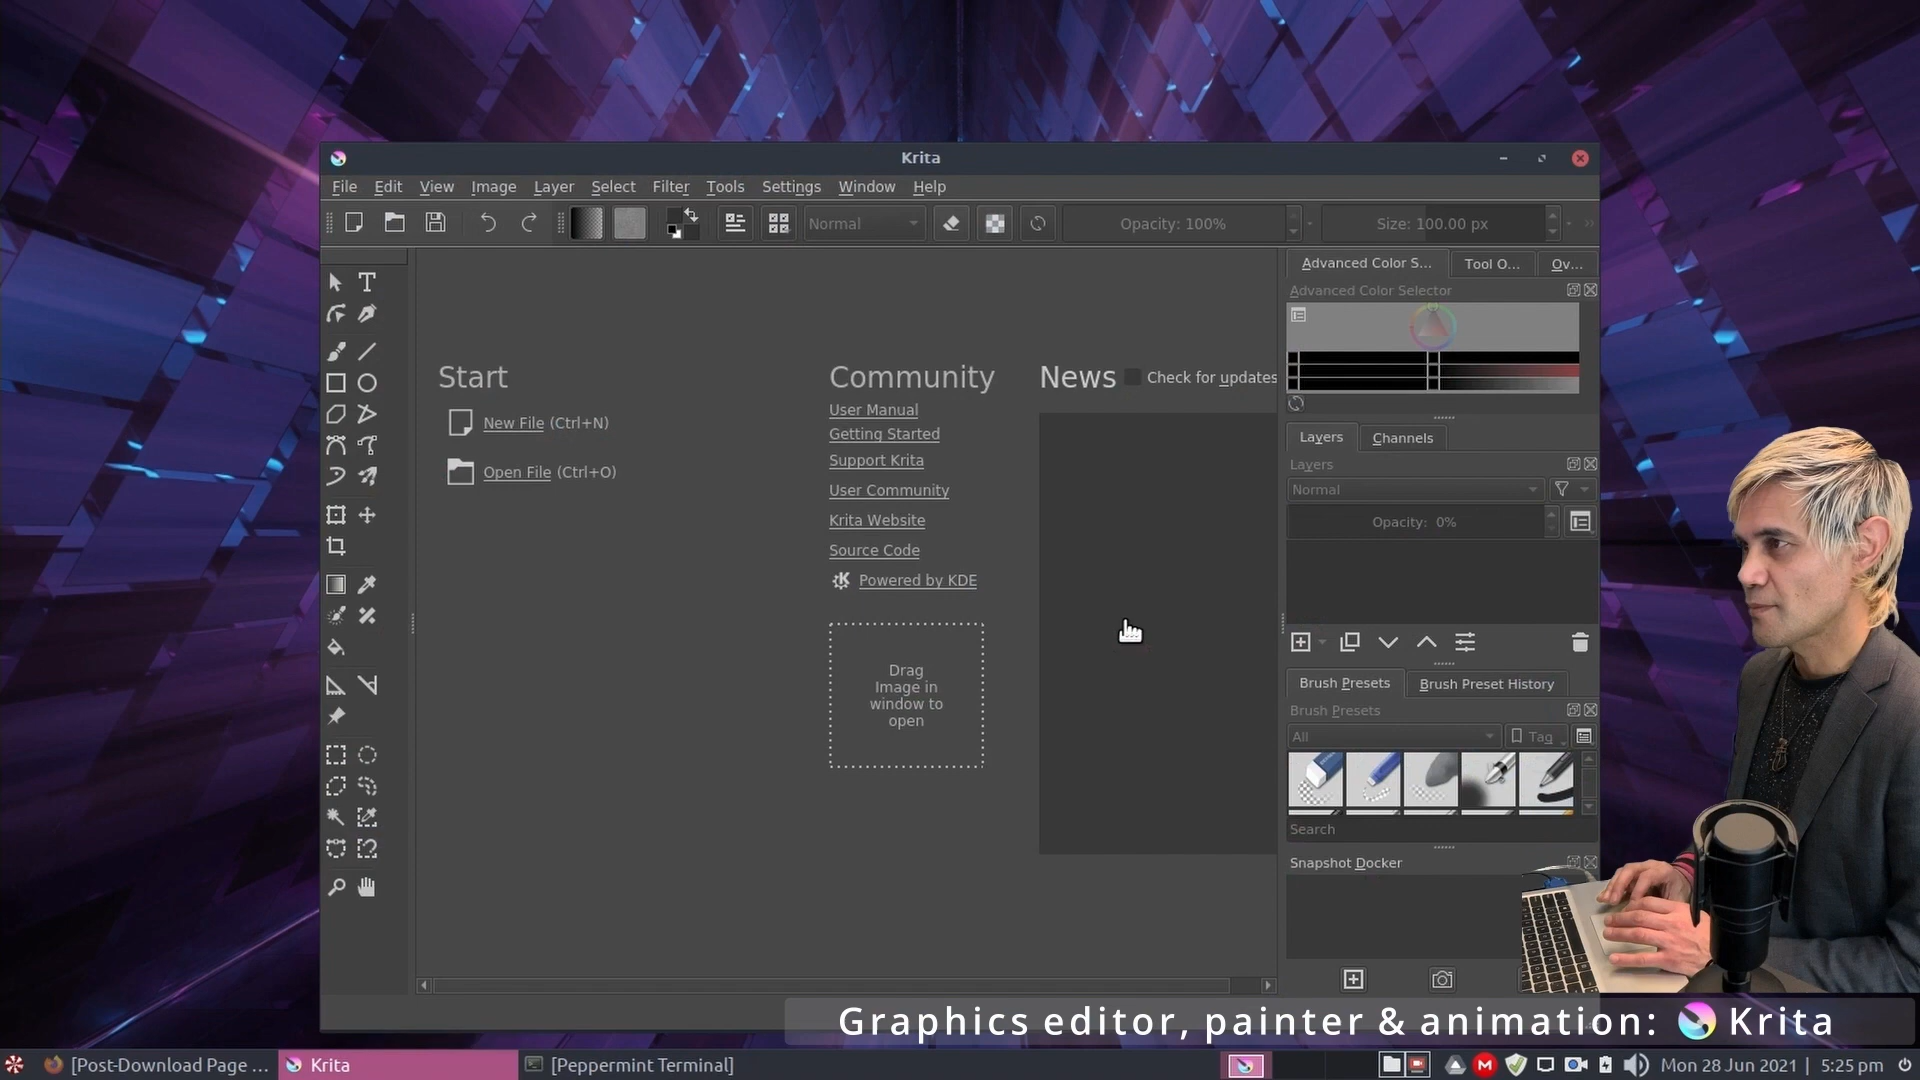 Krita
File Edit View Image Layer Select Filter Tools Settings Window Help
Normal Opacity: 100% Size: 100.00 px
Advanced Color S... Tool O... Ov...
Advanced Color Selector
Start
New File (Ctrl+N)
Open File (Ctrl+O)
Community
User Manual
Getting Started
Support Krita
User Community
Krita Website
Source Code
Powered by KDE
Drag
Image in
window to
open
News Check for updates
Layers Channels
Layers
Normal
Opacity: 0%
Brush Presets Brush Preset History
Brush Presets
All Tag
Search
Snapshot Docker
Graphics editor, painter & animation: Krita
[Post-Download Page ... Krita [Peppermint Terminal] Mon 28 Jun 2021 | 5:25 pm